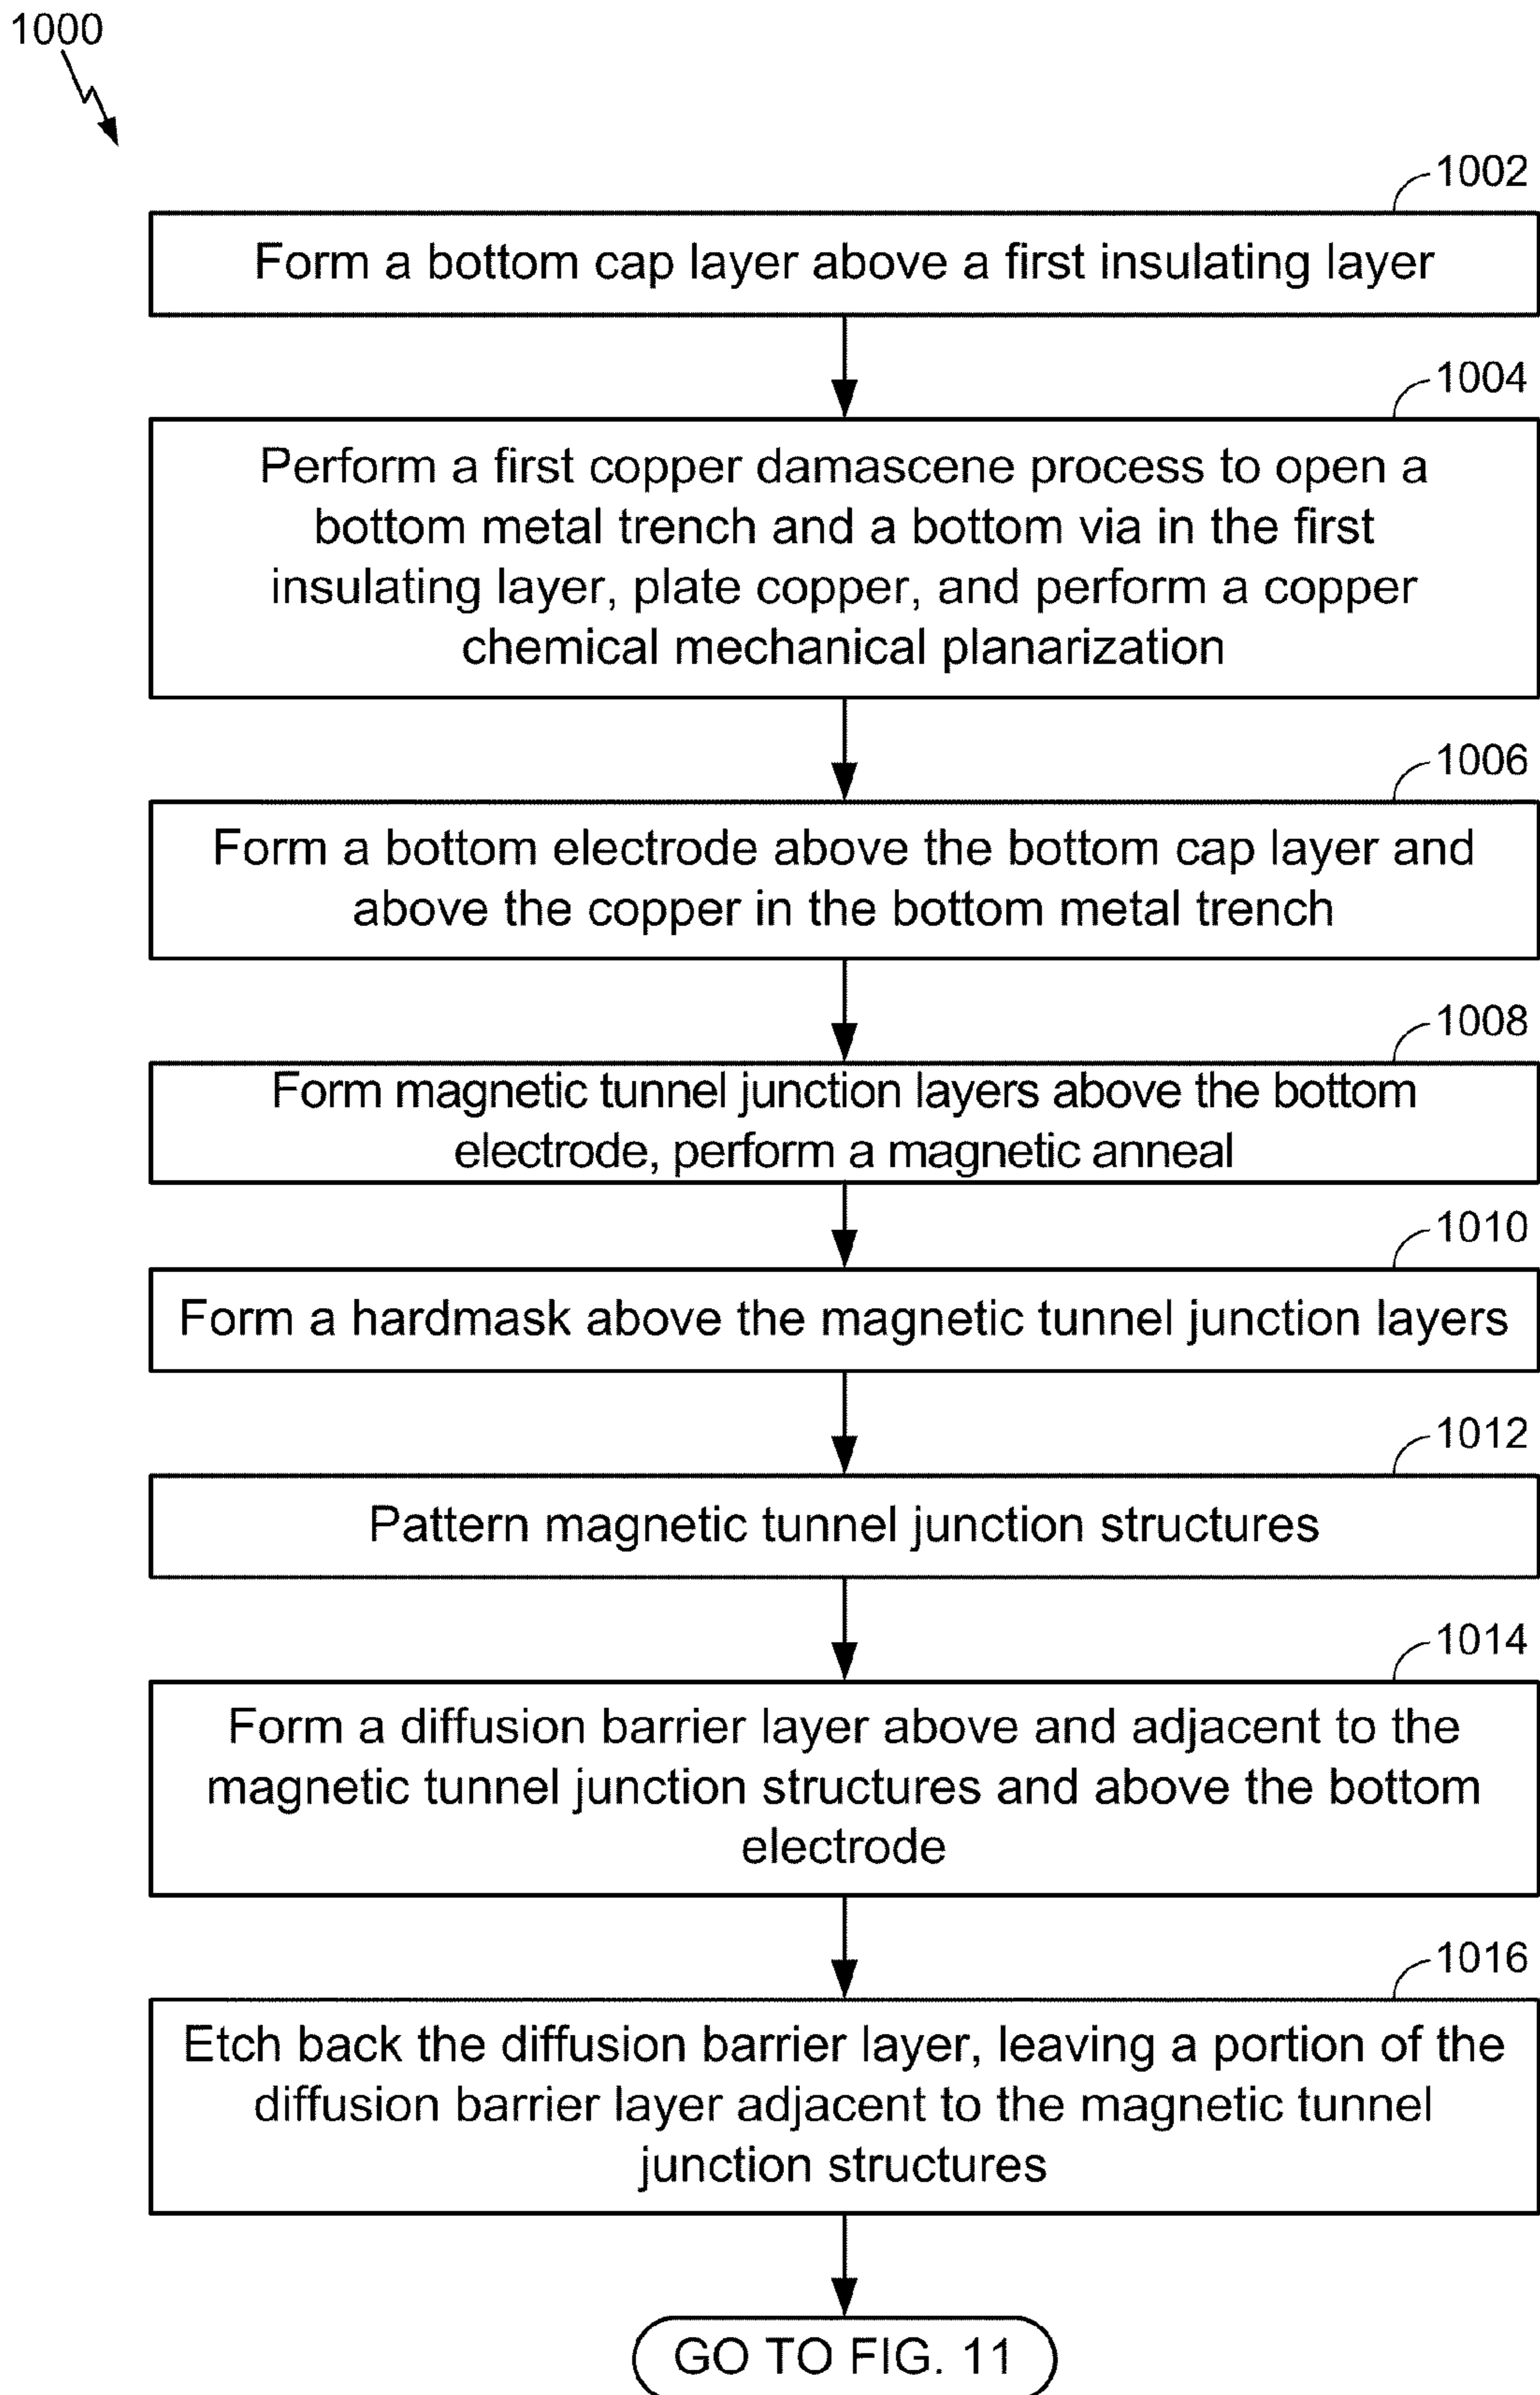 1000
1002
Form a bottom cap layer above a first insulating layer
1004
Perform a first copper damascene process to open a
bottom metal trench and a bottom via in the first
insulating layer, plate copper, and perform a copper
chemical mechanical planarization
1006
Form a bottom electrode above the bottom cap layer and
above the copper in the bottom metal trench
1008
Form magnetic tunnel junction layers above the bottom
electrode, perform a magnetic anneal
1010
Form a hardmask above the magnetic tunnel junction layers
1012
Pattern magnetic tunnel junction structures
1014
Form a diffusion barrier layer above and adjacent to the
magnetic tunnel junction structures and above the bottom
electrode
1016
Etch back the diffusion barrier layer, leaving a portion of the
diffusion barrier layer adjacent to the magnetic tunnel
junction structures
GO TO FIG. 11